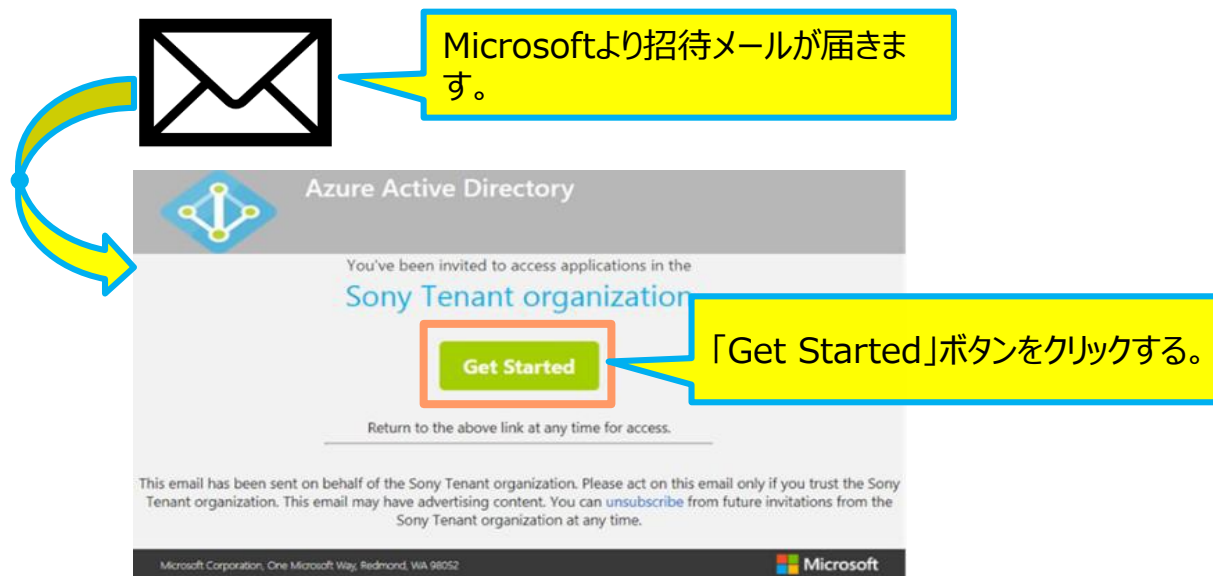 Microsoftより招待メールが届きま
す。
Azure Active Directory
You've been invited to access applications in the
Sony Tenant organization
Get Started
「Get Started」ボタンをクリックする。
Return to the above link at any time for access.
This email has been sent on behalf of the Sony Tenant organization. Please act on this email only if you trust the Sony
Tenant organization. This email may have advertising content. You can unsubscribe from future invitations from the
Sony Tenant organization at any time.
Microsoft Corporation, One Microsoft Way, Redmond, WA 98052
Microsoft